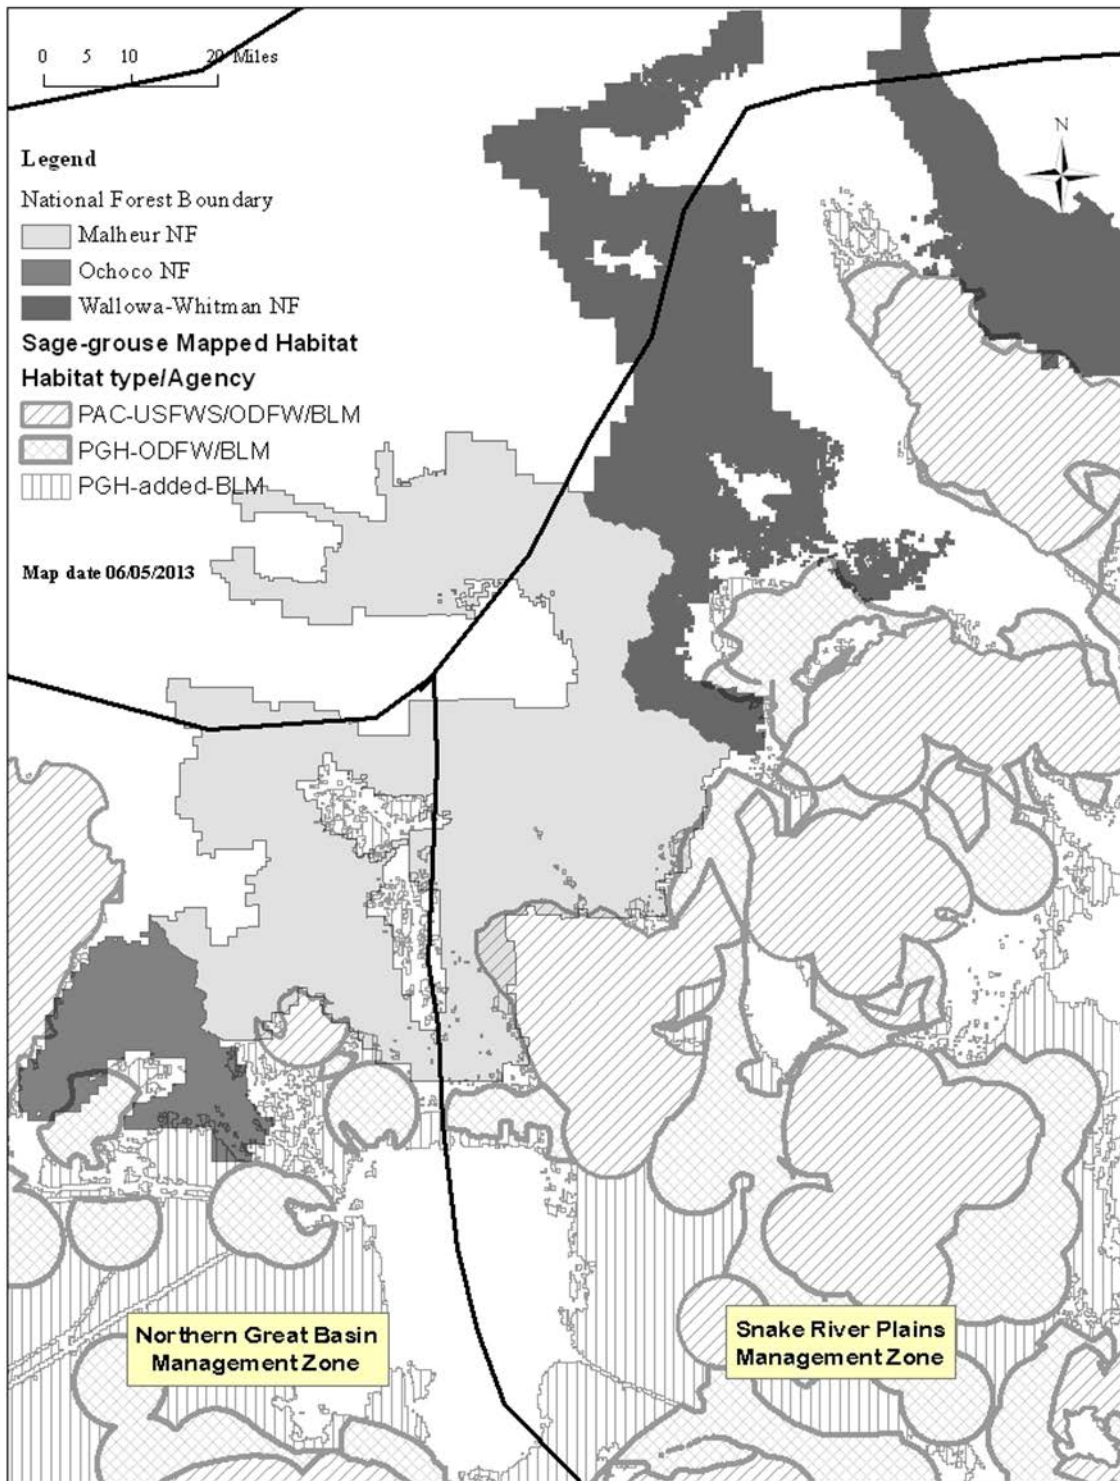 0 5 10 20 Miles
N
Legend
National Forest Boundary
Malheur NF
Ochoco NF
Wallowa-Whitman NF
Sage-grouse Mapped Habitat
Habitat type/Agency
PAC-USFWS/ODFW/BLM
PGH-ODFW/BLM
PGH-added-BLM
Map date 06/05/2013
Northern Great Basin
Management Zone
Snake River Plains
Management Zone